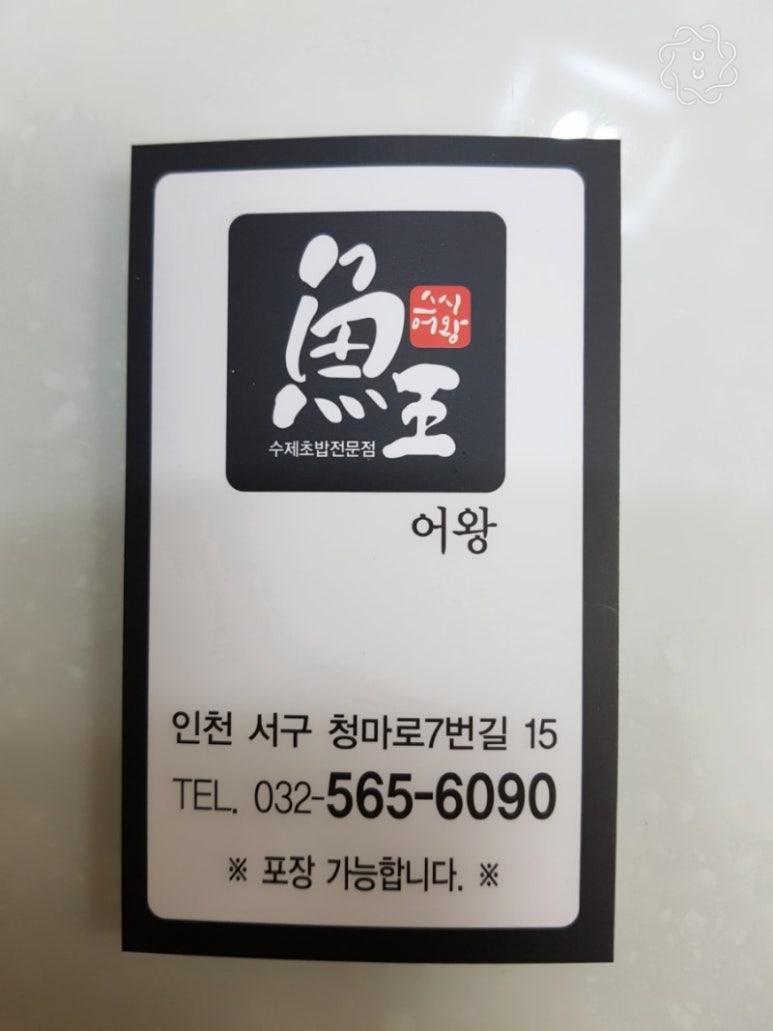 魚王
스시
어왕
수제초밥전문점
어왕
인천 서구 청마로7번길 15
TEL. 032-565-6090
※ 포장 가능합니다. ※